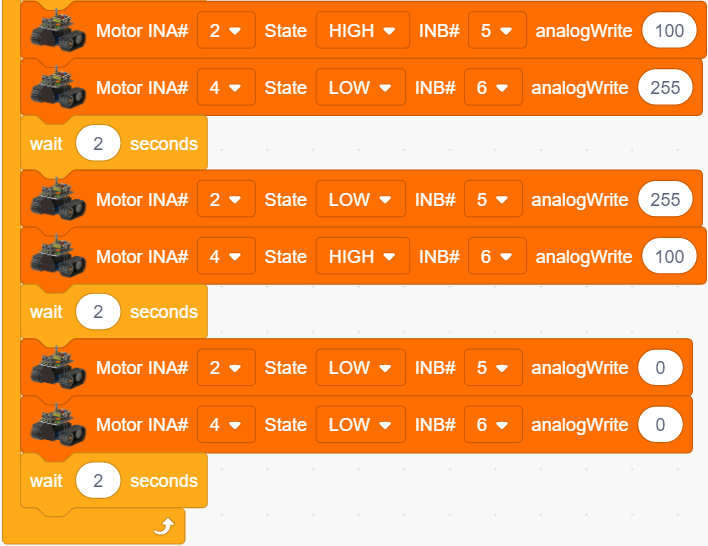 Motor INA# 2 State HIGH INB# 5 analogWrite 100
Motor INA# 4 State LOW INB# 6 analogWrite 255
wait 2 seconds
Motor INA# 2 State LOW INB# 5 analogWrite 255
Motor INA# 4 State HIGH INB# 6 analogWrite 100
wait 2 seconds
Motor INA# 2 State LOW INB# 5 analogWrite 0
Motor INA# 4 State LOW INB# 6 analogWrite 0
wait 2 seconds